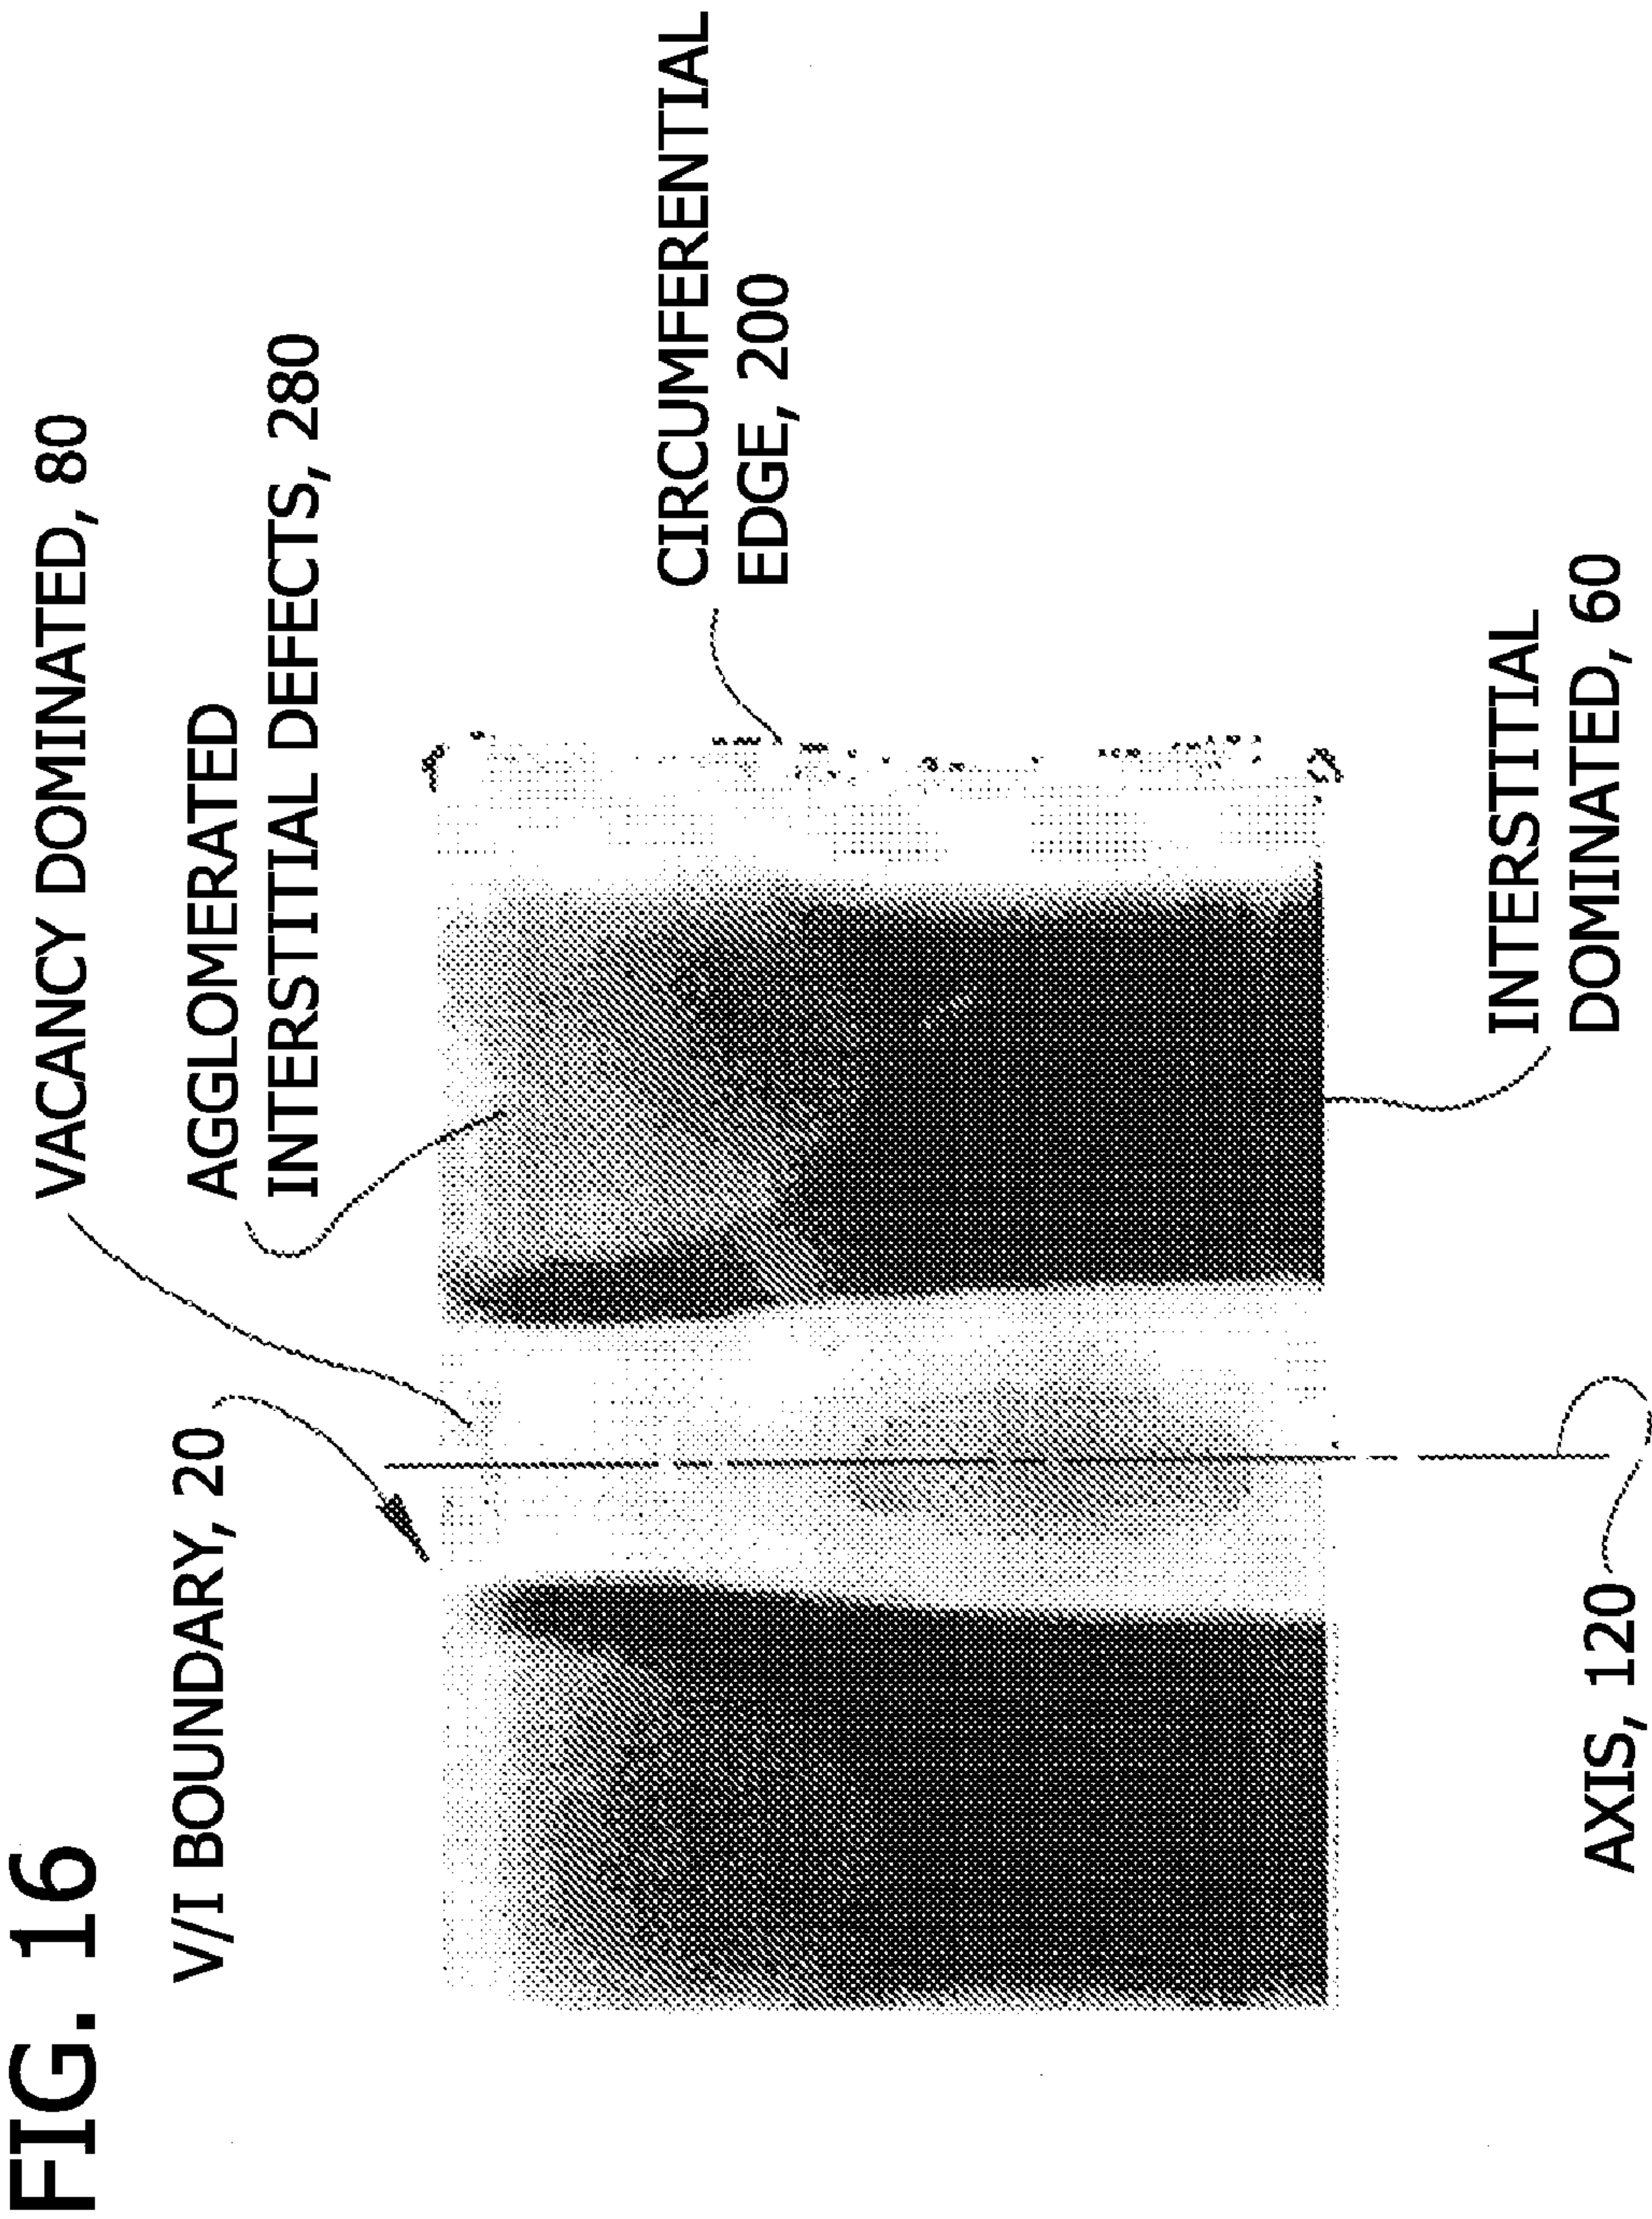 FIG. 16
VACANCY DOMINATED, 80
V/I BOUNDARY, 20
AGGLOMERATED
INTERSTITIAL DEFECTS, 280
CIRCUMFERENTIAL
EDGE, 200
INTERSTITIAL
DOMINATED, 60
AXIS, 120